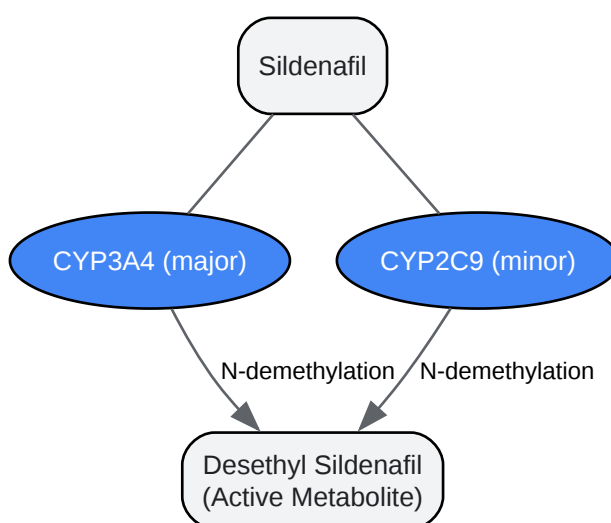 Sildenafil
CYP3A4 (major)
CYP2C9 (minor)
N-demethylation
N-demethylation
Desethyl Sildenafil
(Active Metabolite)